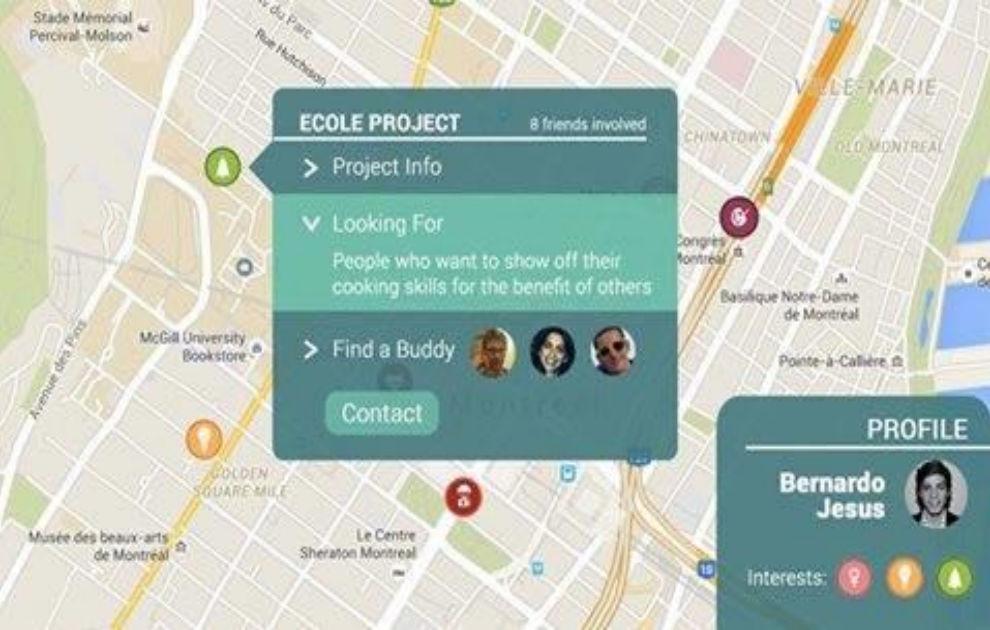 Stade Mémorial
Percival-Molson
du Parc
Rue Hutchison
VILLE-MARIE
CHINATOWN
OLD MONTREAL
ECOLE PROJECT 8 friends involved
Project Info
Looking For
People who want to show off their
cooking skills for the benefit of others
Find a Buddy
Contact
Montréal
Congrès
Montréal
Basilique Notre-Dame
de Montréal
Pointe-à-Callière
McGill University
Bookstore
Avenue des Pins
GOLDEN
SQUARE MILE
Musée des beaux-arts
de Montréal
Le Centre
Sheraton Montreal
10
PROFILE
Bernardo
Jesus
Interests: